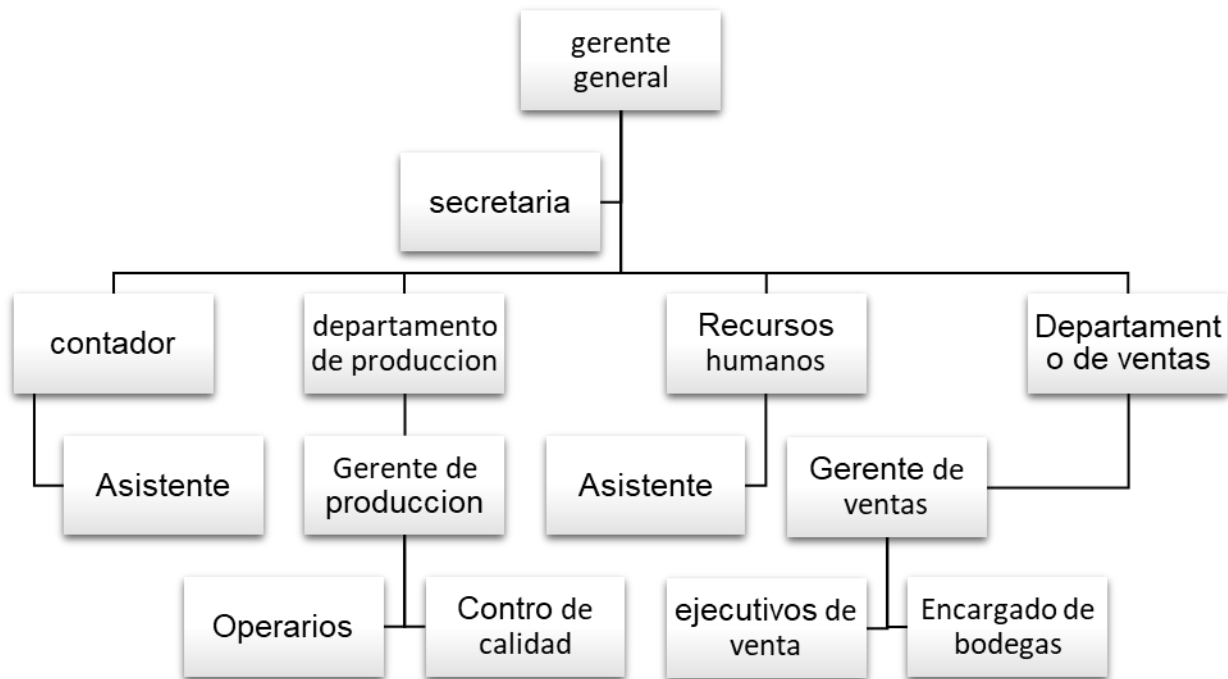 gerente
general
secretaria
contador
departamento
de produccion
Recursos
humanos
Departament
o de ventas
Asistente
Gerente de
produccion
Asistente
Gerente de
ventas
Operarios
Contro de
calidad
ejecutivos de
venta
Encargado de
bodegas